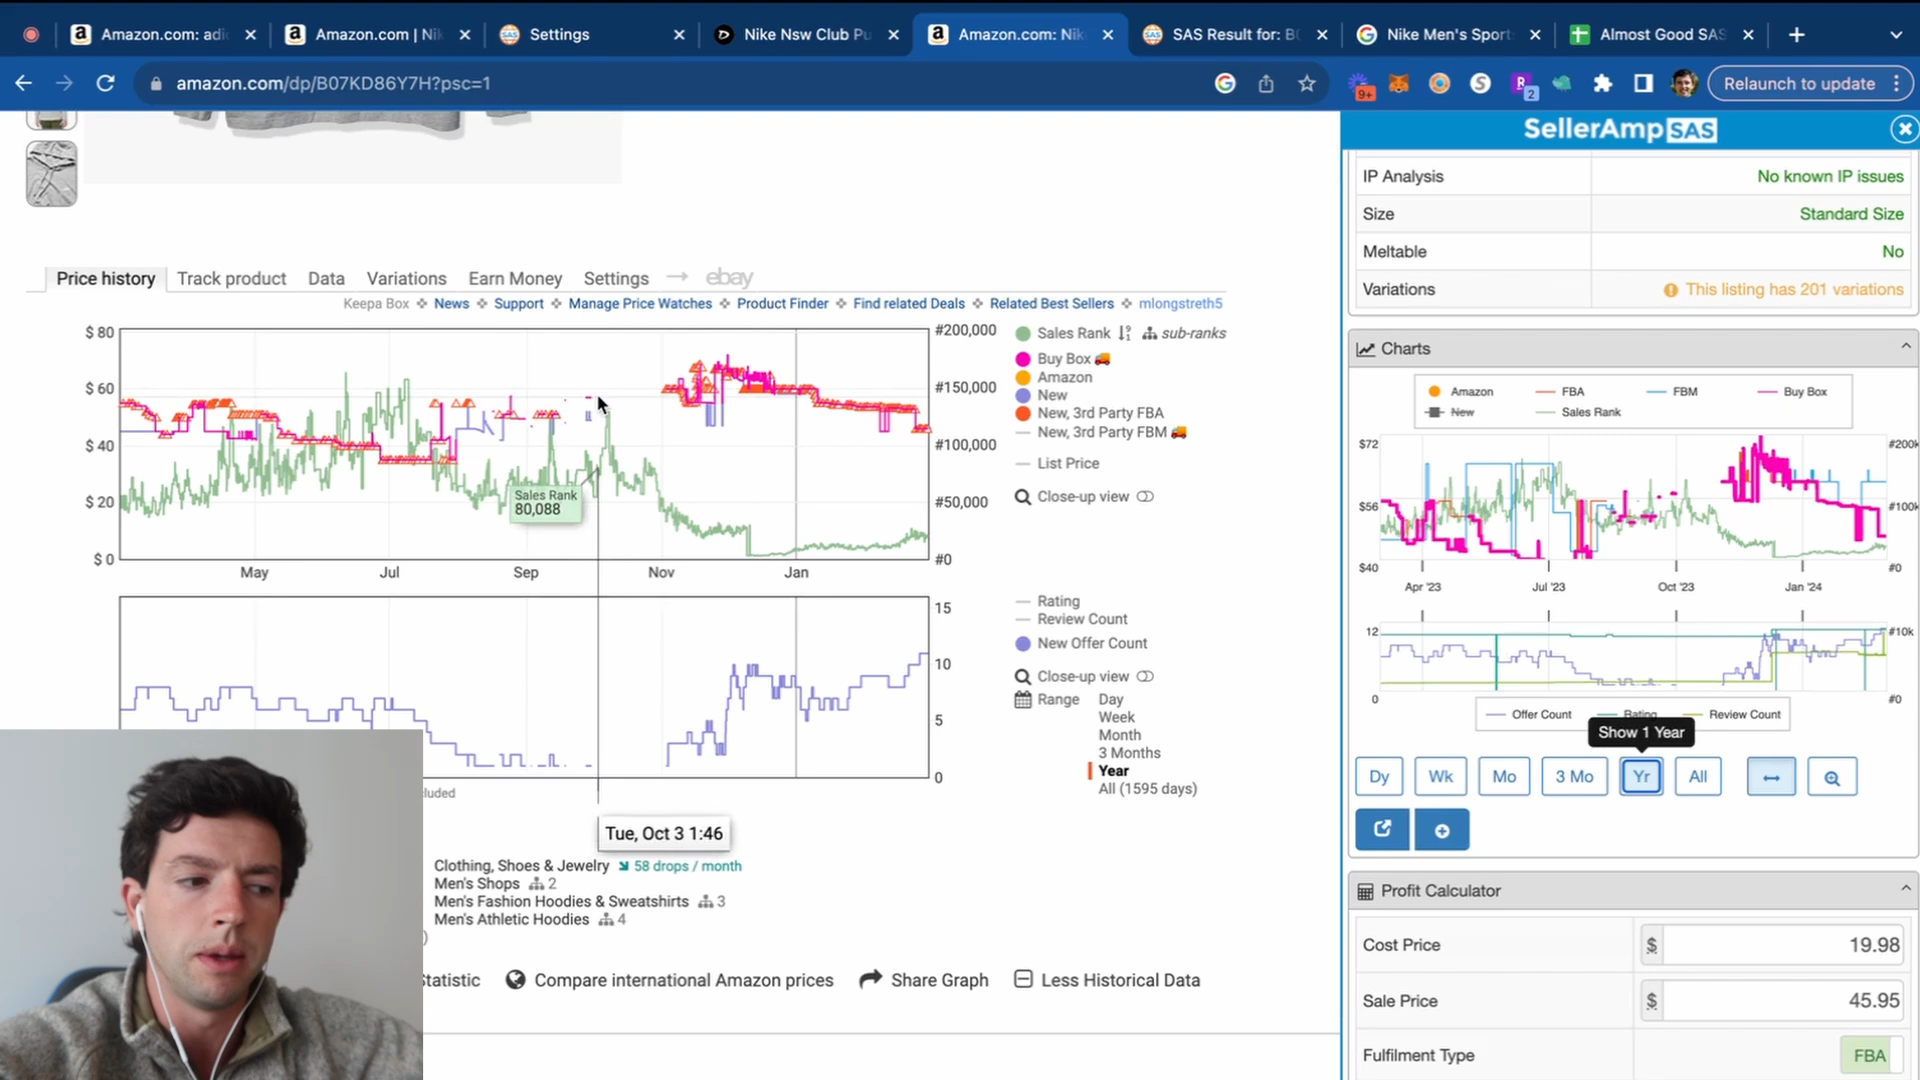 Amazon.com: adi
Amazon.com | Nik
Settings
Nike Nsw Club Pu
Amazon.com: Nik
SAS Result for: B0
Nike Men's Sport
Almost Good SAS
amazon.com/dp/B07KD86Y7H?psc=1
9+
2
Relaunch to update
SellerAmp SAS
IP Analysis No known IP issues
Size Standard Size
Meltable No
Variations This listing has 201 variations
Price history Track product Data Variations Earn Money Settings → ebay
Keepa Box News Support Manage Price Watches Product Finder Find related Deals Related Best Sellers mlongstreth5
$ 80
$ 60
$ 40
$ 20
$ 0
#200,000
#150,000
#100,000
#50,000
#0
Sales Rank
80,088
May Jul Sep Nov Jan
Sales Rank sub-ranks
Buy Box
Amazon
New
New, 3rd Party FBA
New, 3rd Party FBM
List Price
Close-up view
15
10
5
0
Rating
Review Count
New Offer Count
Close-up view
Range Day
Week
Month
3 Months
Year
All (1595 days)
cluded
Tue, Oct 3 1:46
Clothing, Shoes & Jewelry 58 drops / month
Men's Shops 2
Men's Fashion Hoodies & Sweatshirts 3
Men's Athletic Hoodies 4
)
Statistic Compare international Amazon prices Share Graph Less Historical Data
Charts
Amazon FBA FBM Buy Box
New Sales Rank
$72
$56
$40
#200k
#100k
#0
Apr '23 Jul '23 Oct '23 Jan '24
12
0
#10k
#0
Offer Count Rating Review Count
Show 1 Year
Dy Wk Mo 3 Mo Yr All
Profit Calculator
Cost Price $ 19.98
Sale Price $ 45.95
Fulfilment Type FBA